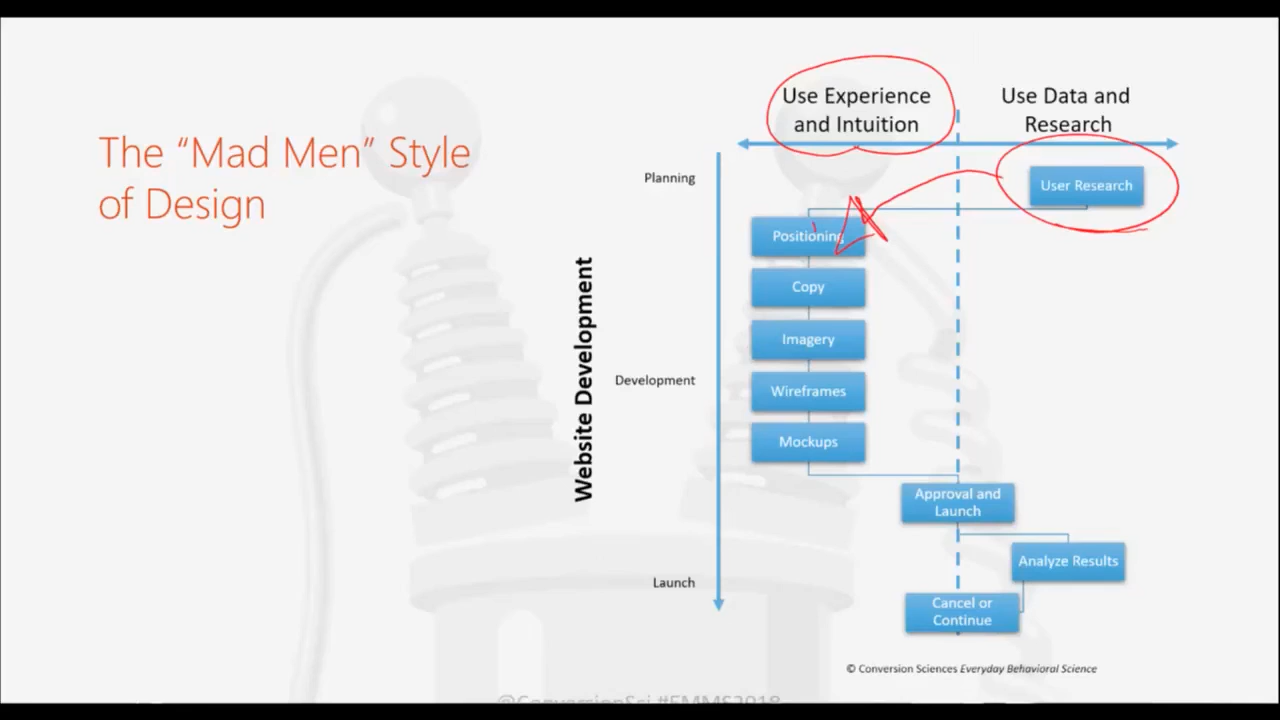 The “Mad Men” Style
of Design
Use Experience
and Intuition
Use Data and
Research
Website Development
Planning
Development
Launch
User Research
Positioning
Copy
Imagery
Wireframes
Mockups
Approval and
Launch
Analyze Results
Cancel or
Continue
© Conversion Sciences Everyday Behavioral Science
@ConversionSci #EMMS2018